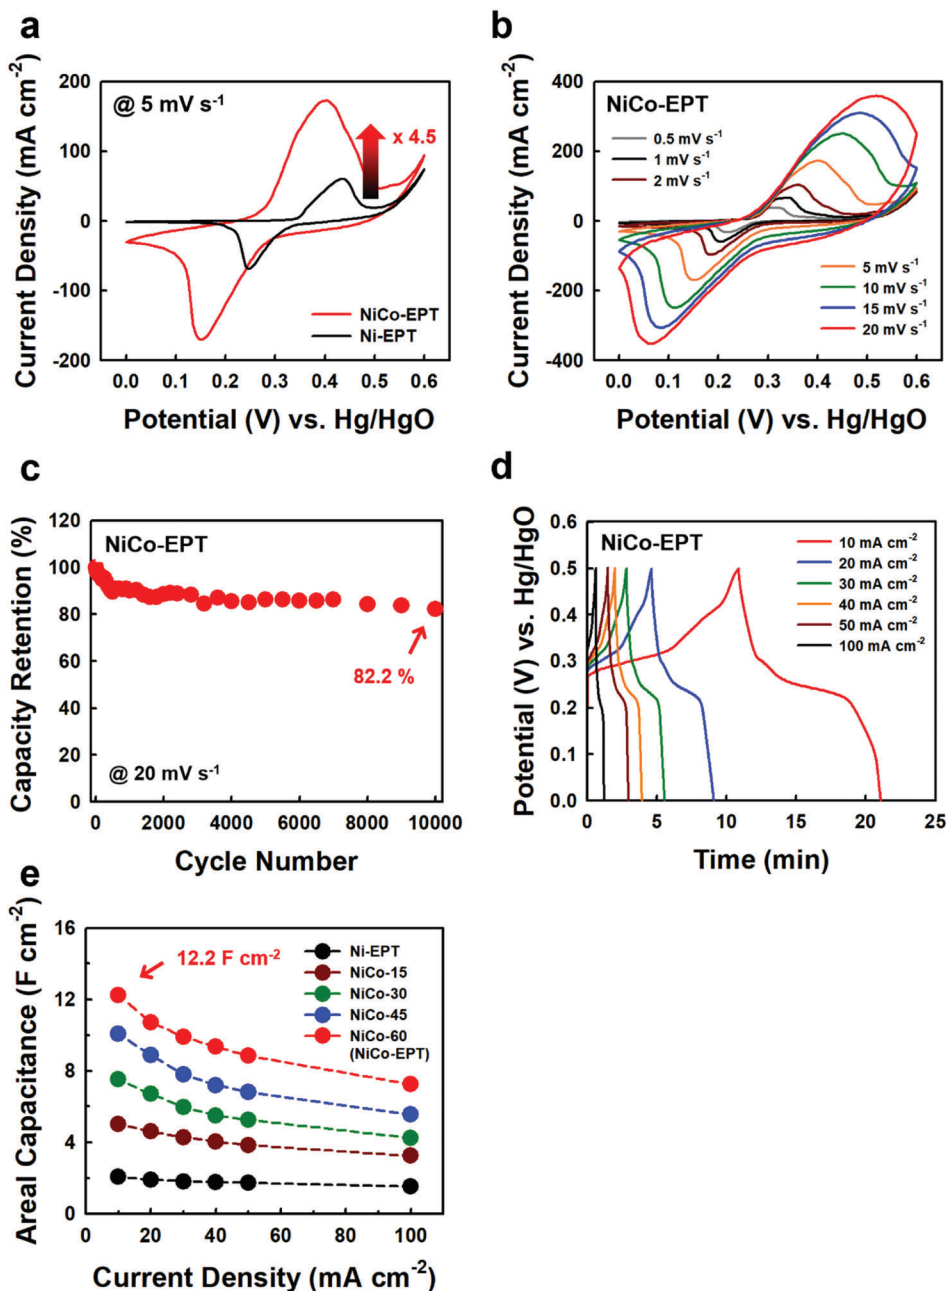 a
Current Density (mA cm-2)
200
100
0
-100
-200
@ 5 mV s-1
x 4.5
NiCo-EPT
Ni-EPT
0.0 0.1 0.2 0.3 0.4 0.5 0.6
Potential (V) vs. Hg/HgO
b
Current Density (mA cm-2)
400
200
0
-200
-400
NiCo-EPT
0.5 mV s-1
1 mV s-1
2 mV s-1
5 mV s-1
10 mV s-1
15 mV s-1
20 mV s-1
0.0 0.1 0.2 0.3 0.4 0.5 0.6
Potential (V) vs. Hg/HgO
c
Capacity Retention (%)
120
100
80
60
40
20
0
NiCo-EPT
82.2 %
@ 20 mV s-1
0 2000 4000 6000 8000 10000
Cycle Number
d
Potential (V) vs. Hg/HgO
0.6
0.5
0.4
0.3
0.2
0.1
0.0
NiCo-EPT
10 mA cm-2
20 mA cm-2
30 mA cm-2
40 mA cm-2
50 mA cm-2
100 mA cm-2
0 5 10 15 20 25
Time (min)
e
Areal Capacitance (F cm-2)
16
12
8
4
0
12.2 F cm-2
Ni-EPT
NiCo-15
NiCo-30
NiCo-45
NiCo-60
(NiCo-EPT)
0 20 40 60 80 100
Current Density (mA cm-2)